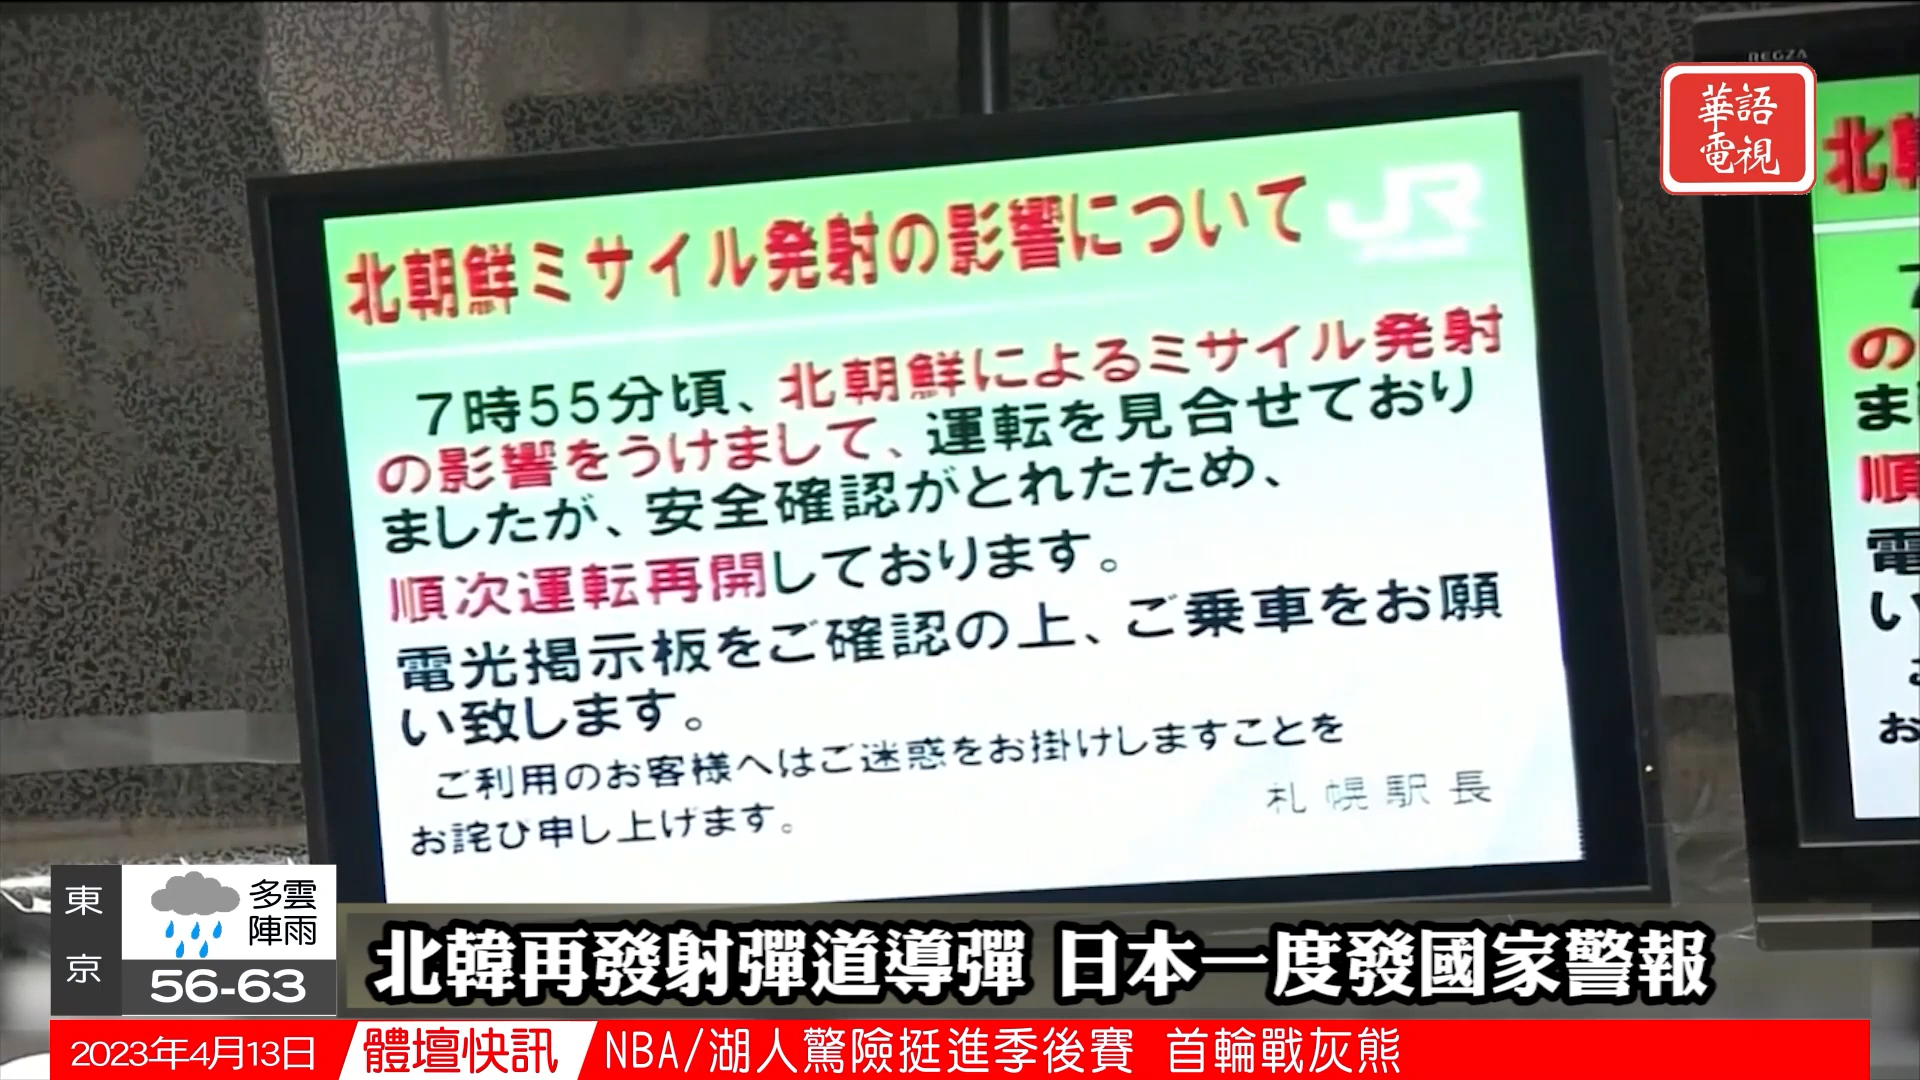 REGZA
華語
電視
北朝鮮ミサイル発射の影響について
JR
7時55分頃、北朝鮮によるミサイル発射
の影響をうけまして、運転を見合せており
ましたが、安全確認がとれたため、
順次運転再開しております。
電光掲示板をご確認の上、ご乗車をお願
い致します。
ご利用のお客様へはご迷惑をお掛けしますことを
お詫び申し上げます。
札幌駅長
北
の
ま
順
電
い
お
東京
多雲
陣雨
56-63
北韓再發射彈道導彈 日本一度發國家警報
2023年4月13日
體壇快訊
NBA/湖人驚險挺進季後賽 首輪戰灰熊